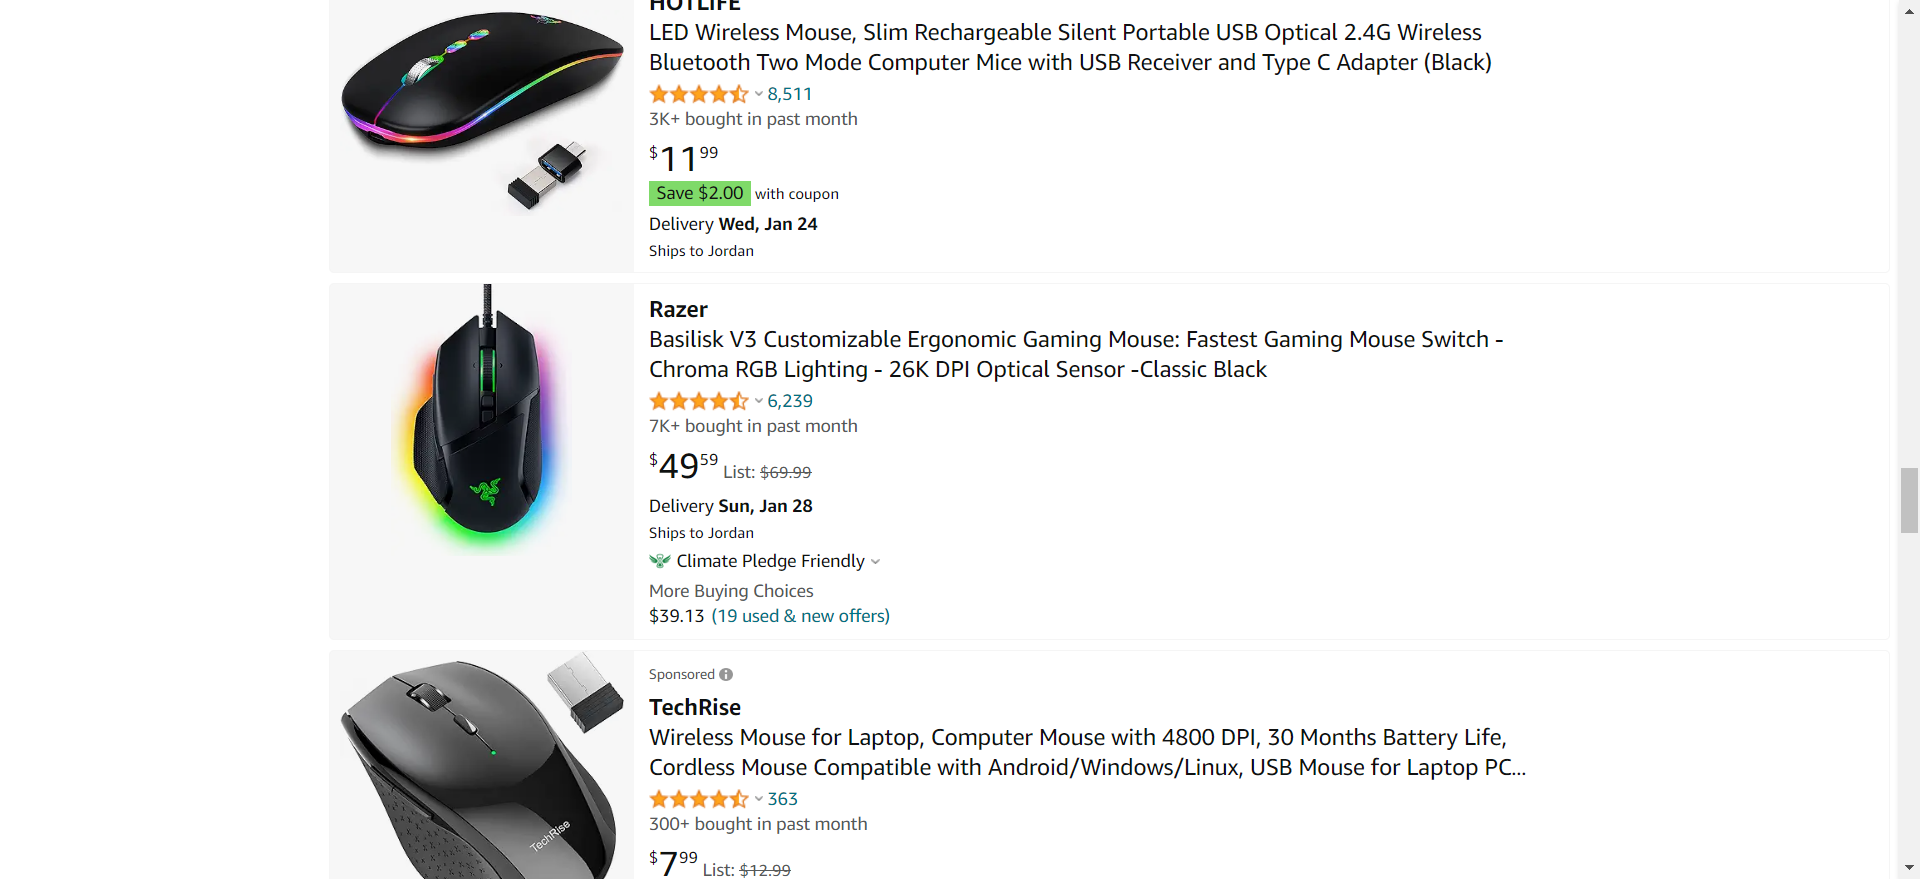 HOTLIFE
LED Wireless Mouse, Slim Rechargeable Silent Portable USB Optical 2.4G Wireless
Bluetooth Two Mode Computer Mice with USB Receiver and Type C Adapter (Black)
8,511
3K+ bought in past month
$11.99
Save $2.00 with coupon
Delivery Wed, Jan 24
Ships to Jordan
Razer
Basilisk V3 Customizable Ergonomic Gaming Mouse: Fastest Gaming Mouse Switch -
Chroma RGB Lighting - 26K DPI Optical Sensor -Classic Black
6,239
7K+ bought in past month
$49.59 List: $69.99
Delivery Sun, Jan 28
Ships to Jordan
Climate Pledge Friendly
More Buying Choices
$39.13 (19 used & new offers)
Sponsored
TechRise
Wireless Mouse for Laptop, Computer Mouse with 4800 DPI, 30 Months Battery Life,
Cordless Mouse Compatible with Android/Windows/Linux, USB Mouse for Laptop PC...
363
300+ bought in past month
TechRise
$7.99 List: $12.99